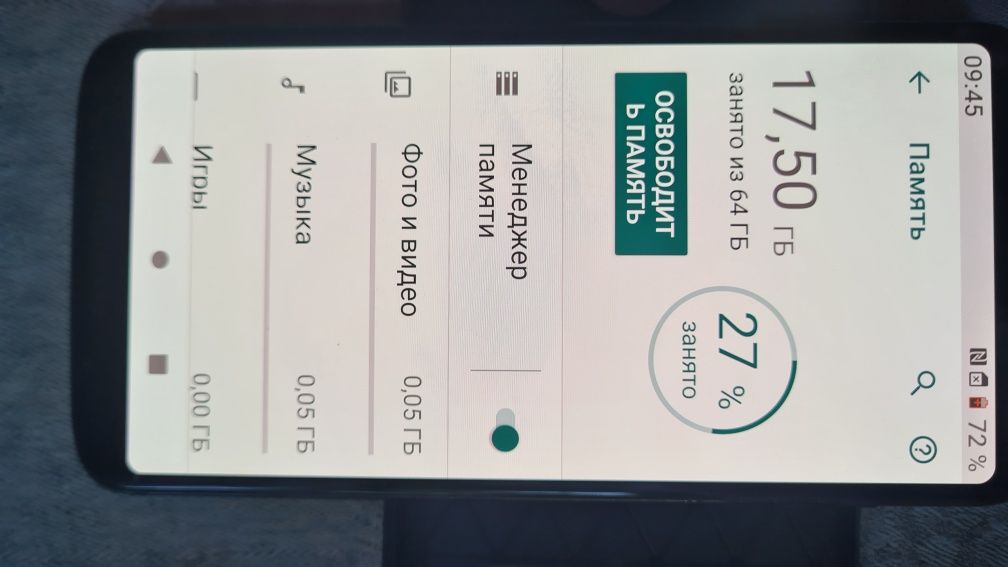 09:45
72 %
Память
17,50 ГБ
занято из 64 ГБ
27 %
занято
ОСВОБОДИТ
Ь ПАМЯТЬ
Менеджер
памяти
Фото и видео 0,05 ГБ
Музыка 0,05 ГБ
Игры 0,00 ГБ